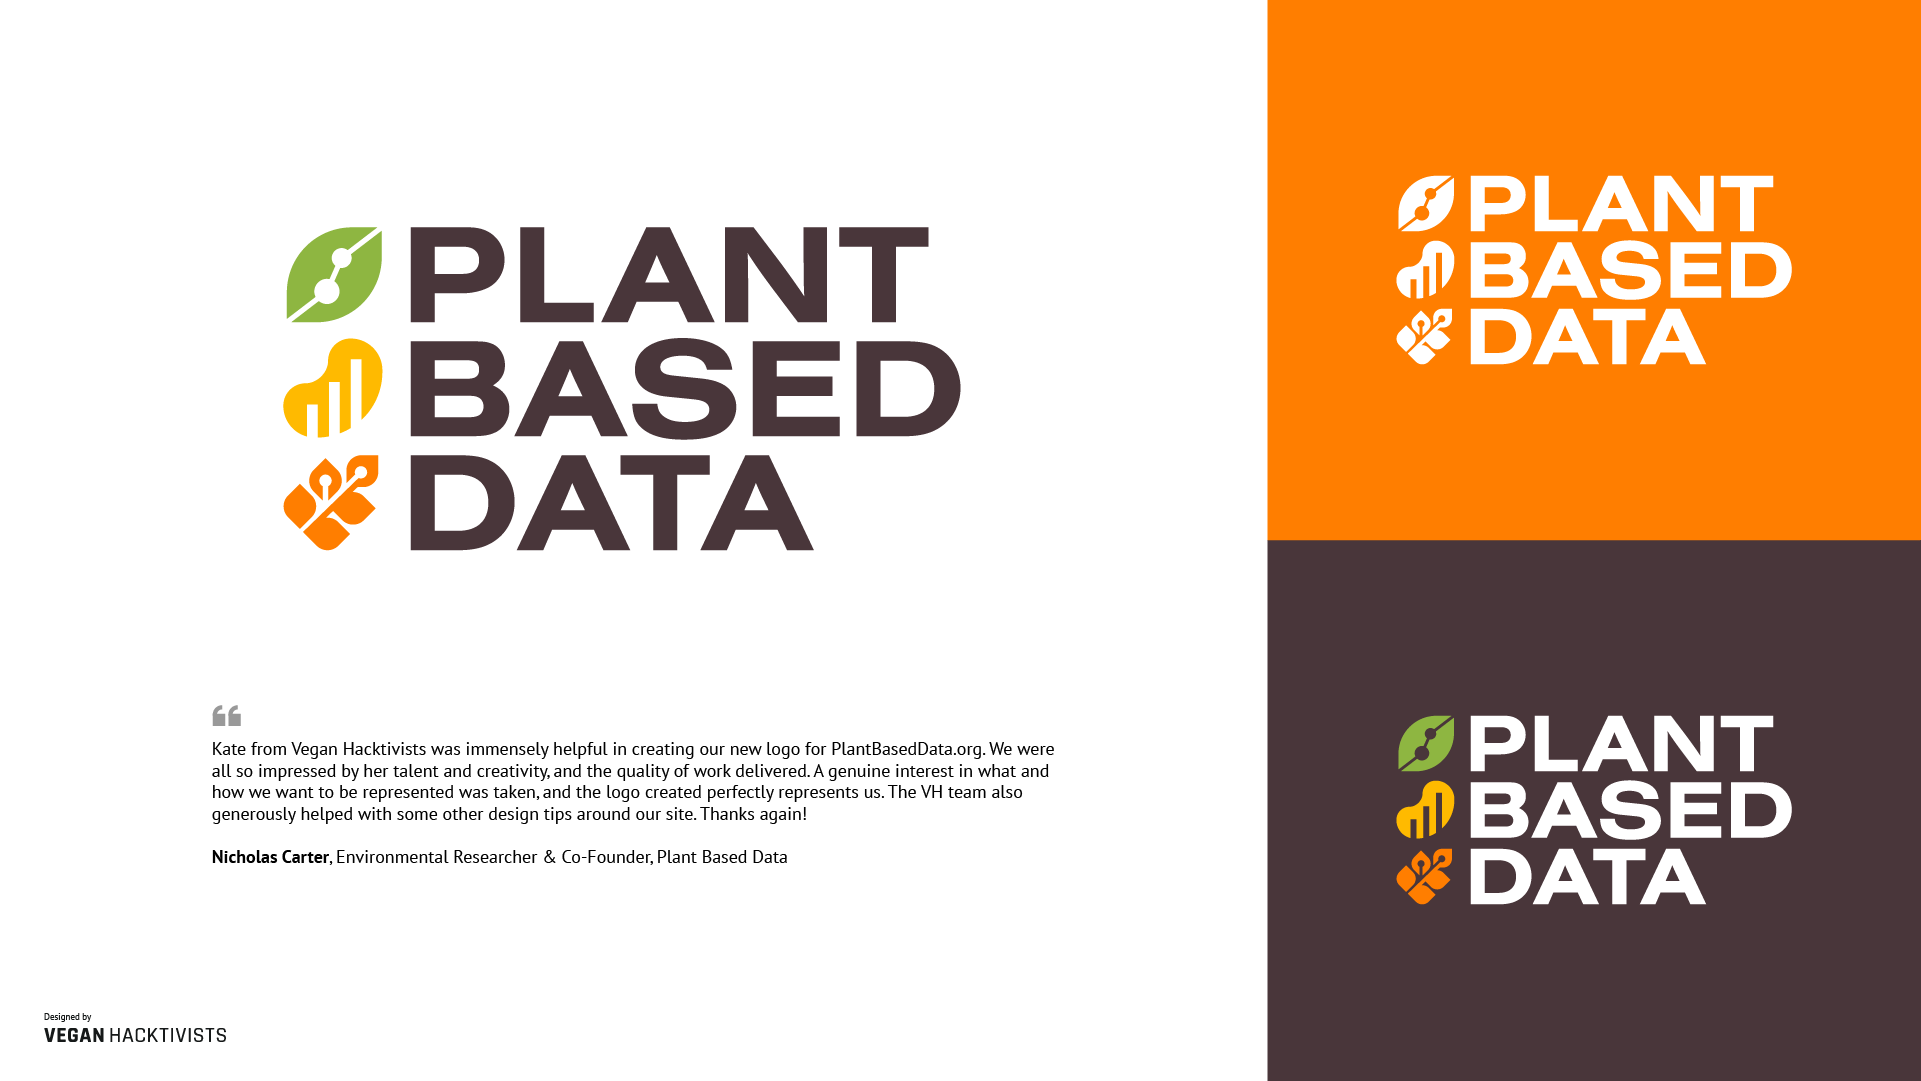 PLANT
BASED
DATA
“
Kate from Vegan Hacktivists was immensely helpful in creating our new logo for PlantBasedData.org. We were
all so impressed by her talent and creativity, and the quality of work delivered. A genuine interest in what and
how we want to be represented was taken, and the logo created perfectly represents us. The VH team also
generously helped with some other design tips around our site. Thanks again!
Nicholas Carter, Environmental Researcher & Co-Founder, Plant Based Data
Designed by
VEGAN HACKTIVISTS
PLANT
BASED
DATA
PLANT
BASED
DATA